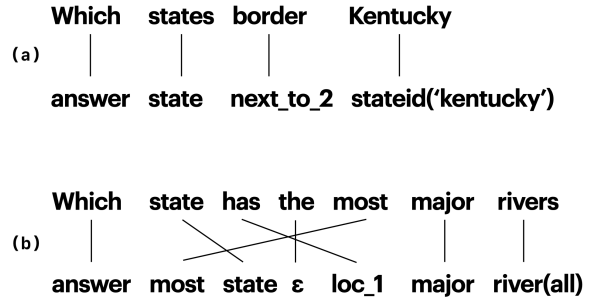 Which states border Kentucky
(a)
answer state next_to_2 stateid(‘kentucky’)
Which state has the most major rivers
(b)
answer most state ε loc_1 major river(all)